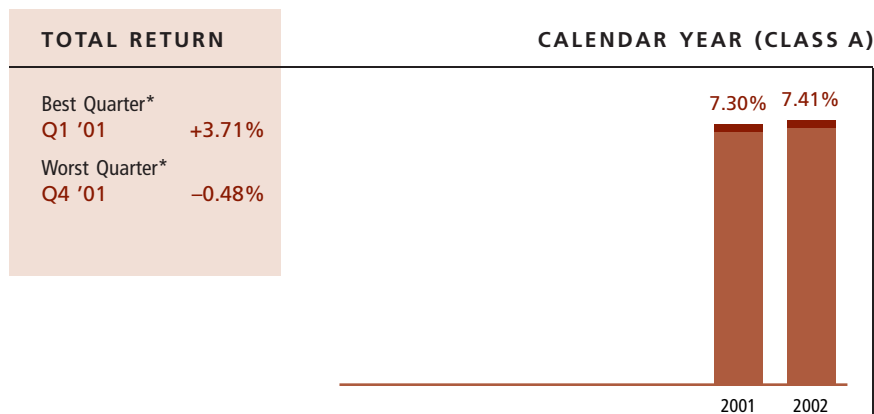 TOTAL RETURN
CALENDAR YEAR (CLASS A)
Best Quarter*
Q1 ’01 +3.71%
Worst Quarter*
Q4 ’01 –0.48%
7.30% 7.41%
2001 2002